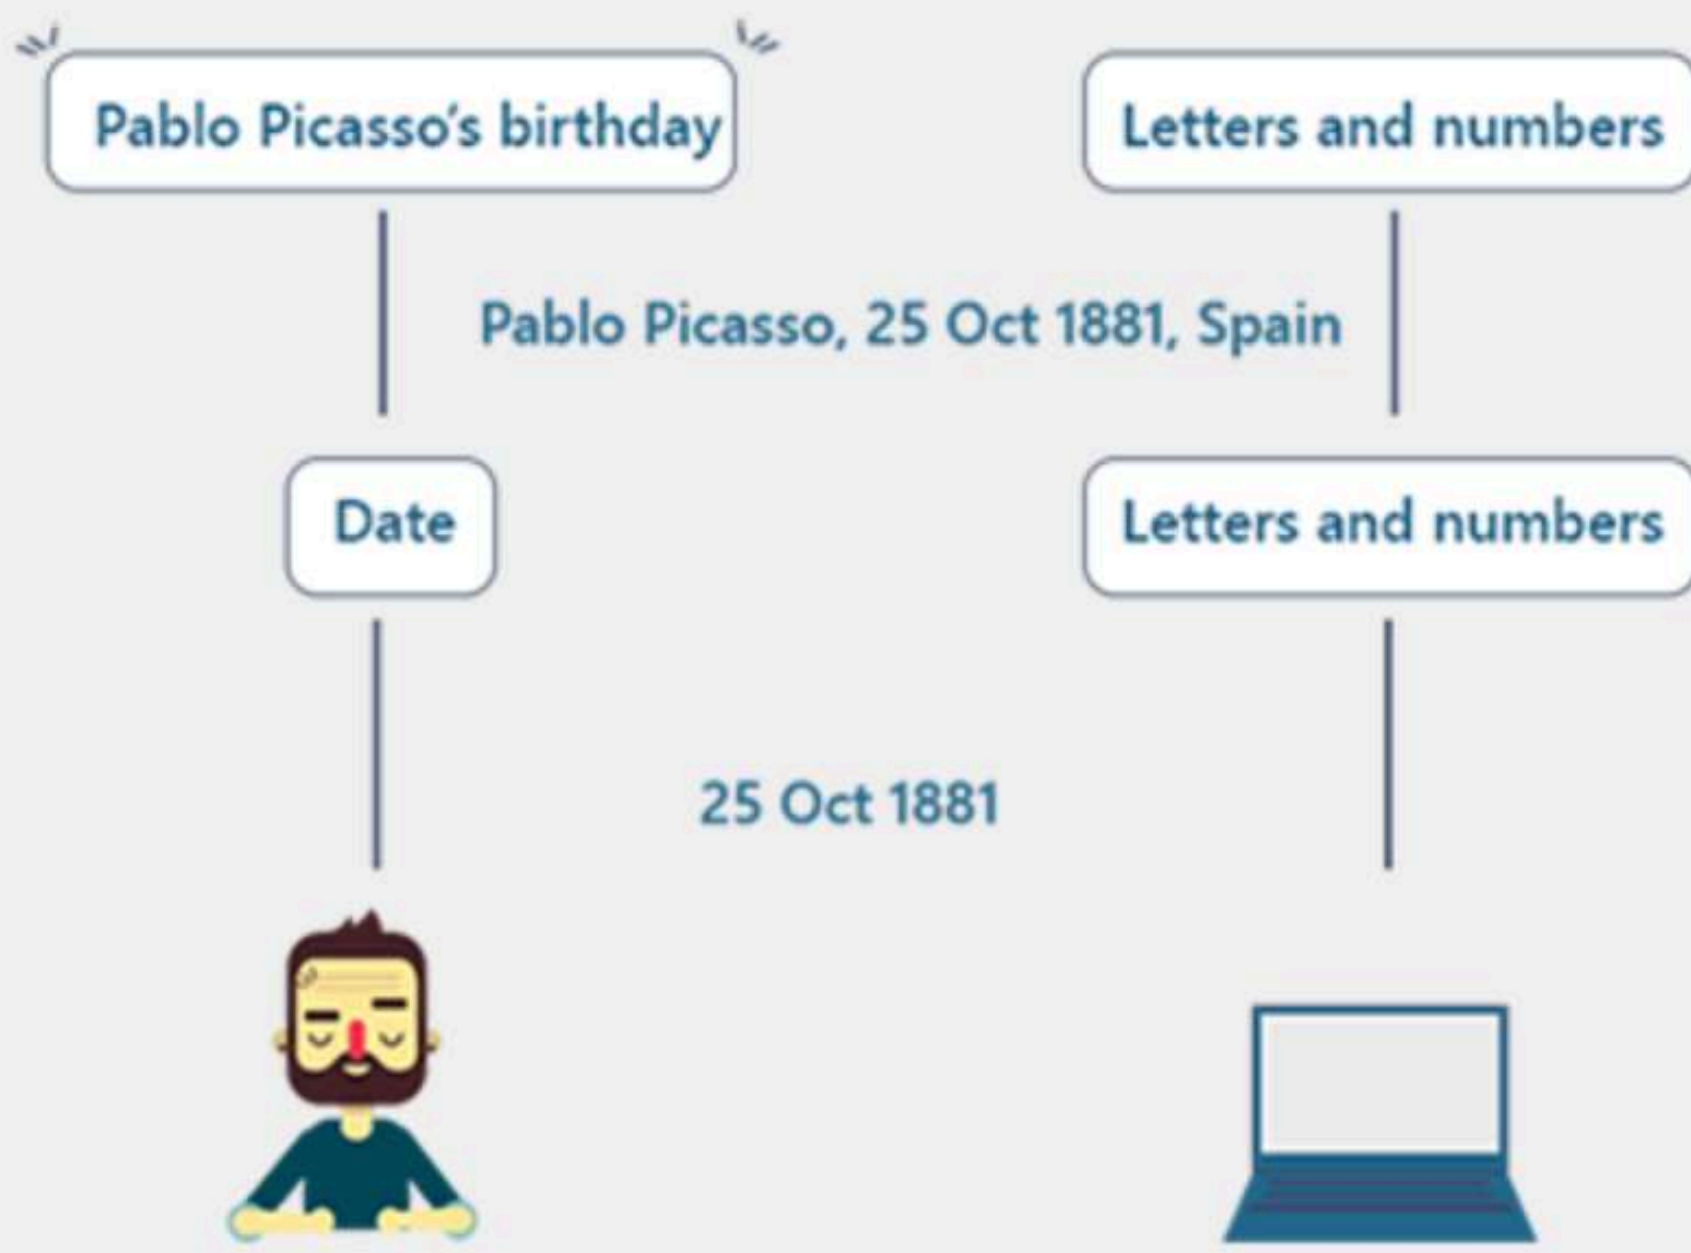 Pablo Picasso‘s birthday
Letters and numbers
Pablo Picasso, 25 Oct 1881, Spain
Date
Letters and numbers
25 Oct 1881